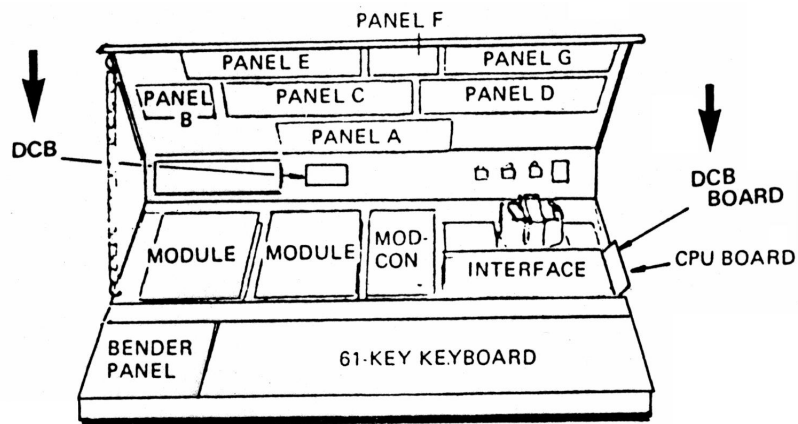 PANEL F
PANEL E
PANEL G
PANEL
B
PANEL C
PANEL D
PANEL A
DCB
DCB
BOARD
MODULE
MODULE
MOD-
CON
INTERFACE
CPU BOARD
BENDER
PANEL
61-KEY KEYBOARD